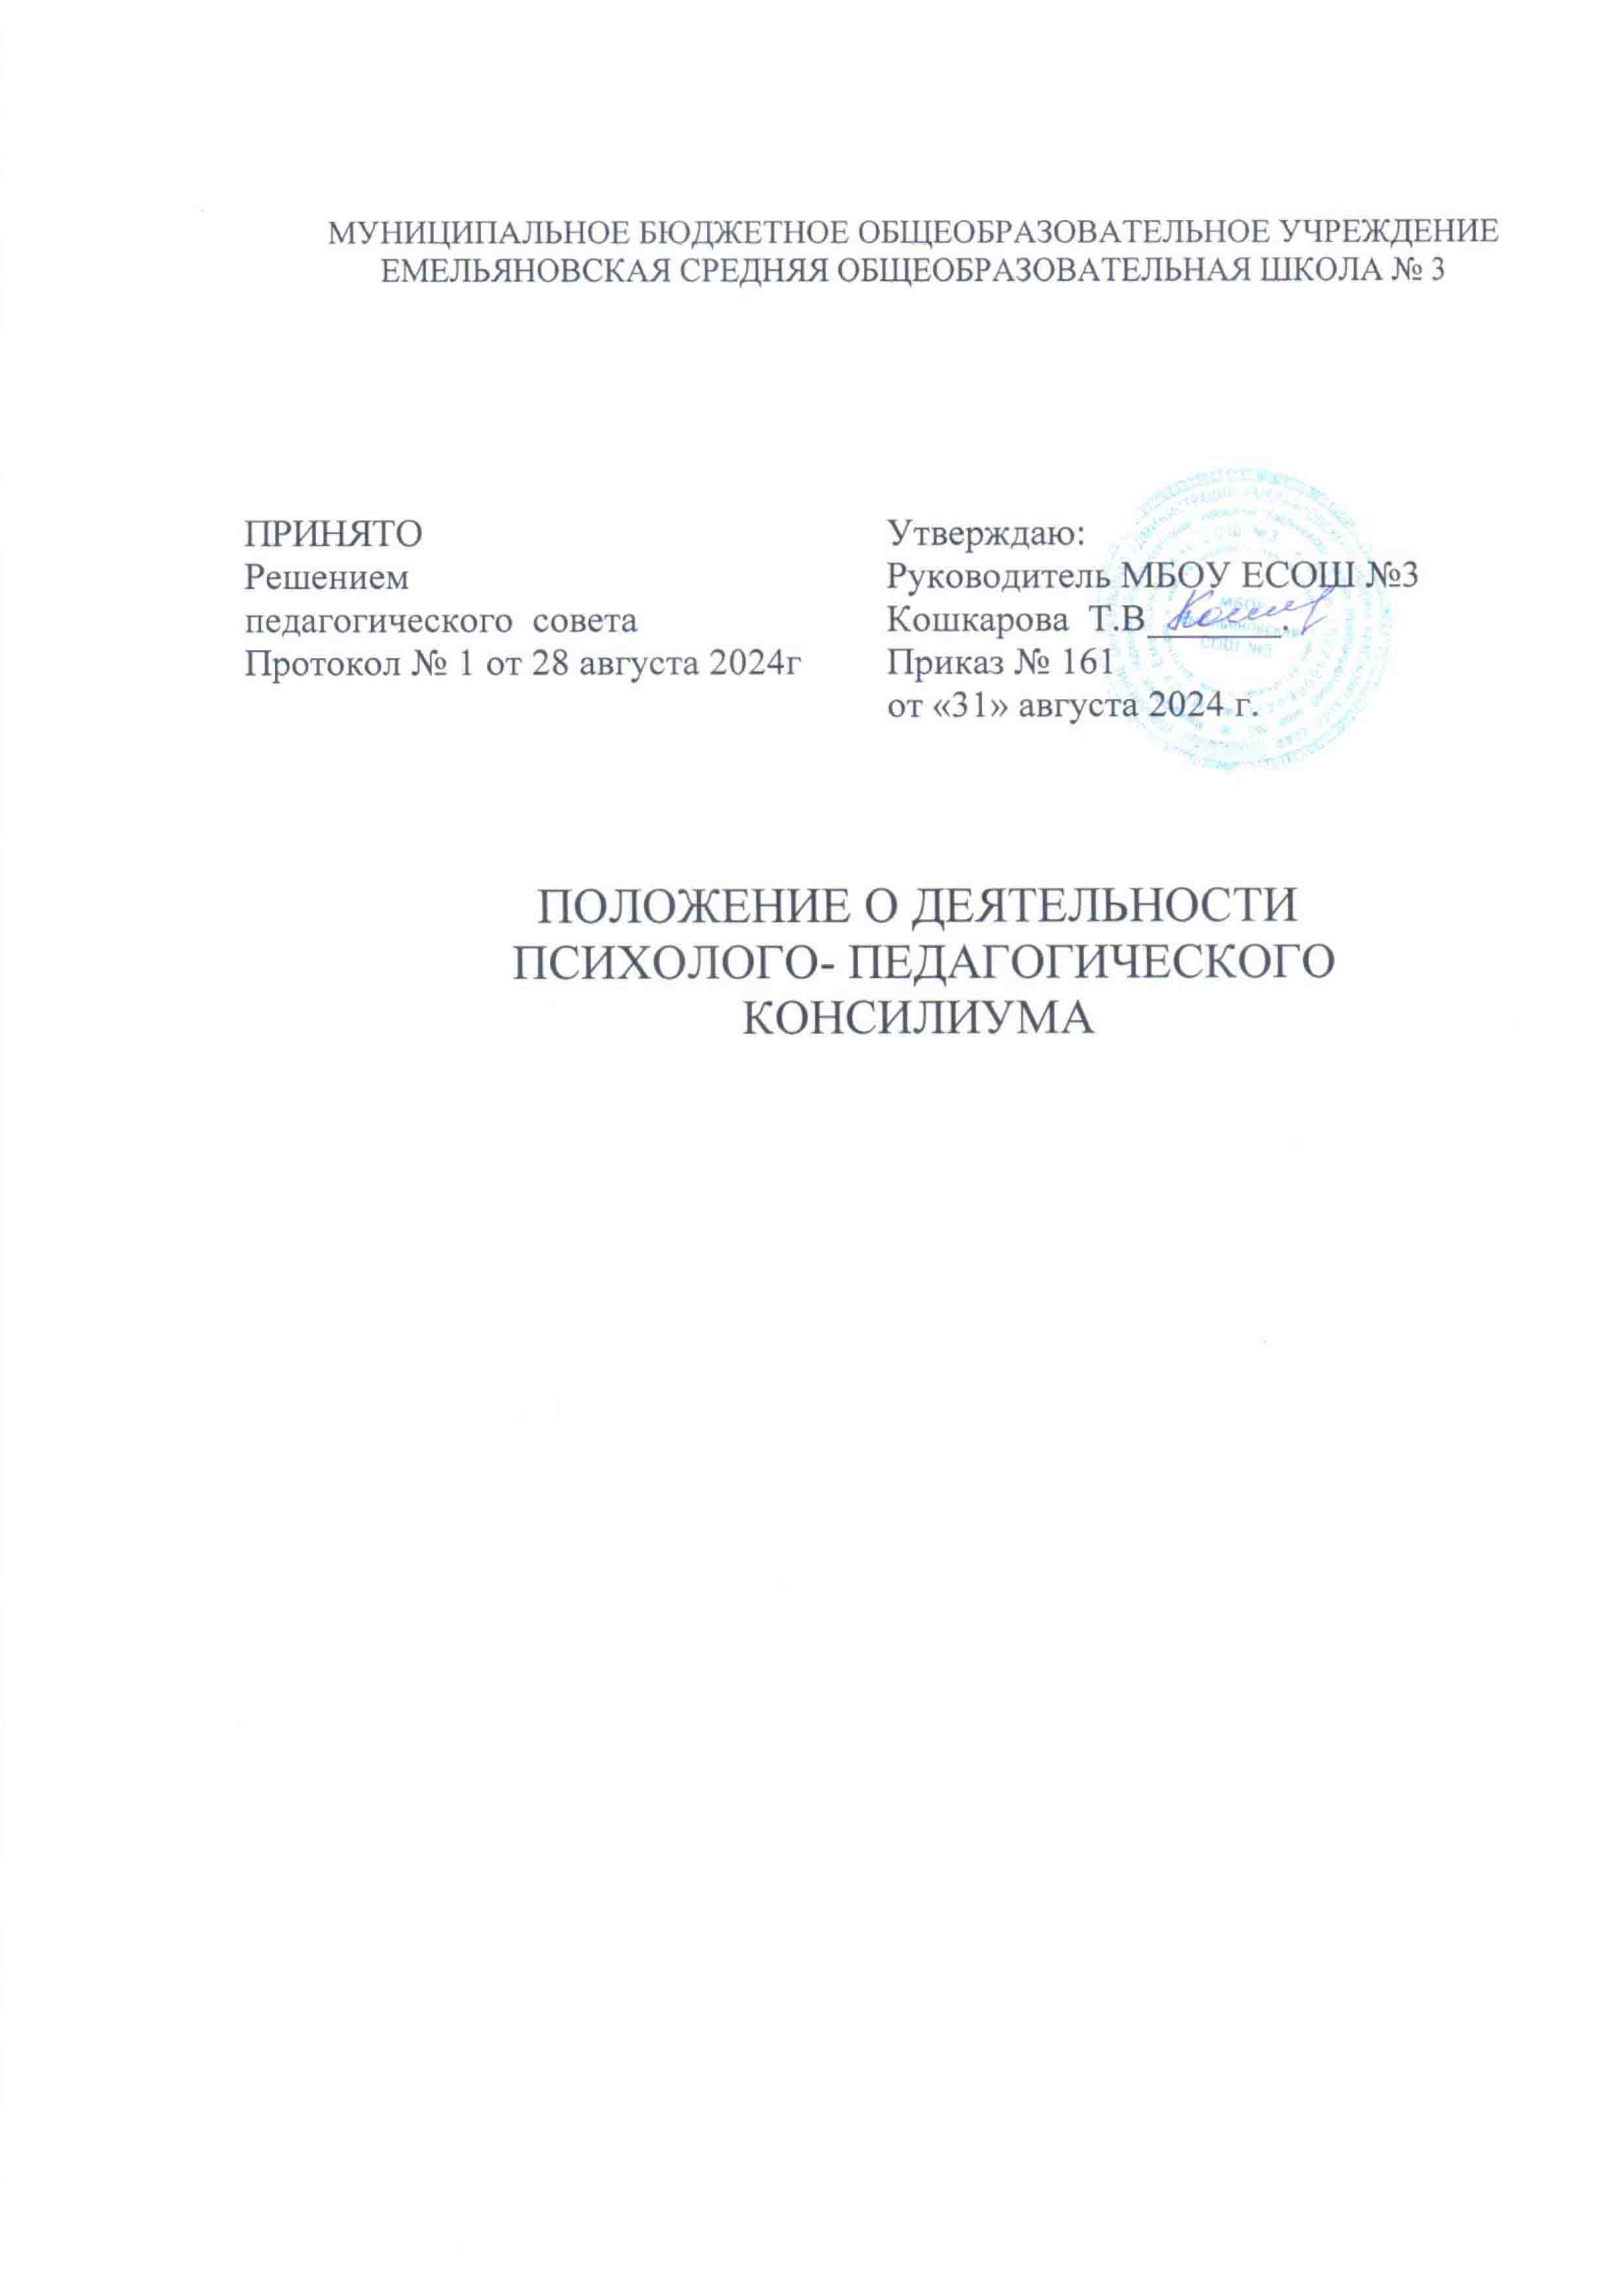 МУНИЦИПАЛЬНОЕ БЮДЖЕТНОЕ ОБЩЕОБРАЗОВАТЕЛЬНОЕ УЧРЕЖДЕНИЕ
ЕМЕЛЬЯНОВСКАЯ СРЕДНЯЯ ОБЩЕОБРАЗОВАТЕЛЬНАЯ ШКОЛА № 3
ПРИНЯТО
Решением
педагогического совета
Протокол № 1 от 28 августа 2024г
Утверждаю:
Руководитель МБОУ ЕСОШ №3
Кошкарова Т.В_______.
Приказ № 161
от «31» августа 2024 г.
ПОЛОЖЕНИЕ О ДЕЯТЕЛЬНОСТИ
ПСИХОЛОГО- ПЕДАГОГИЧЕСКОГО
КОНСИЛИУМА